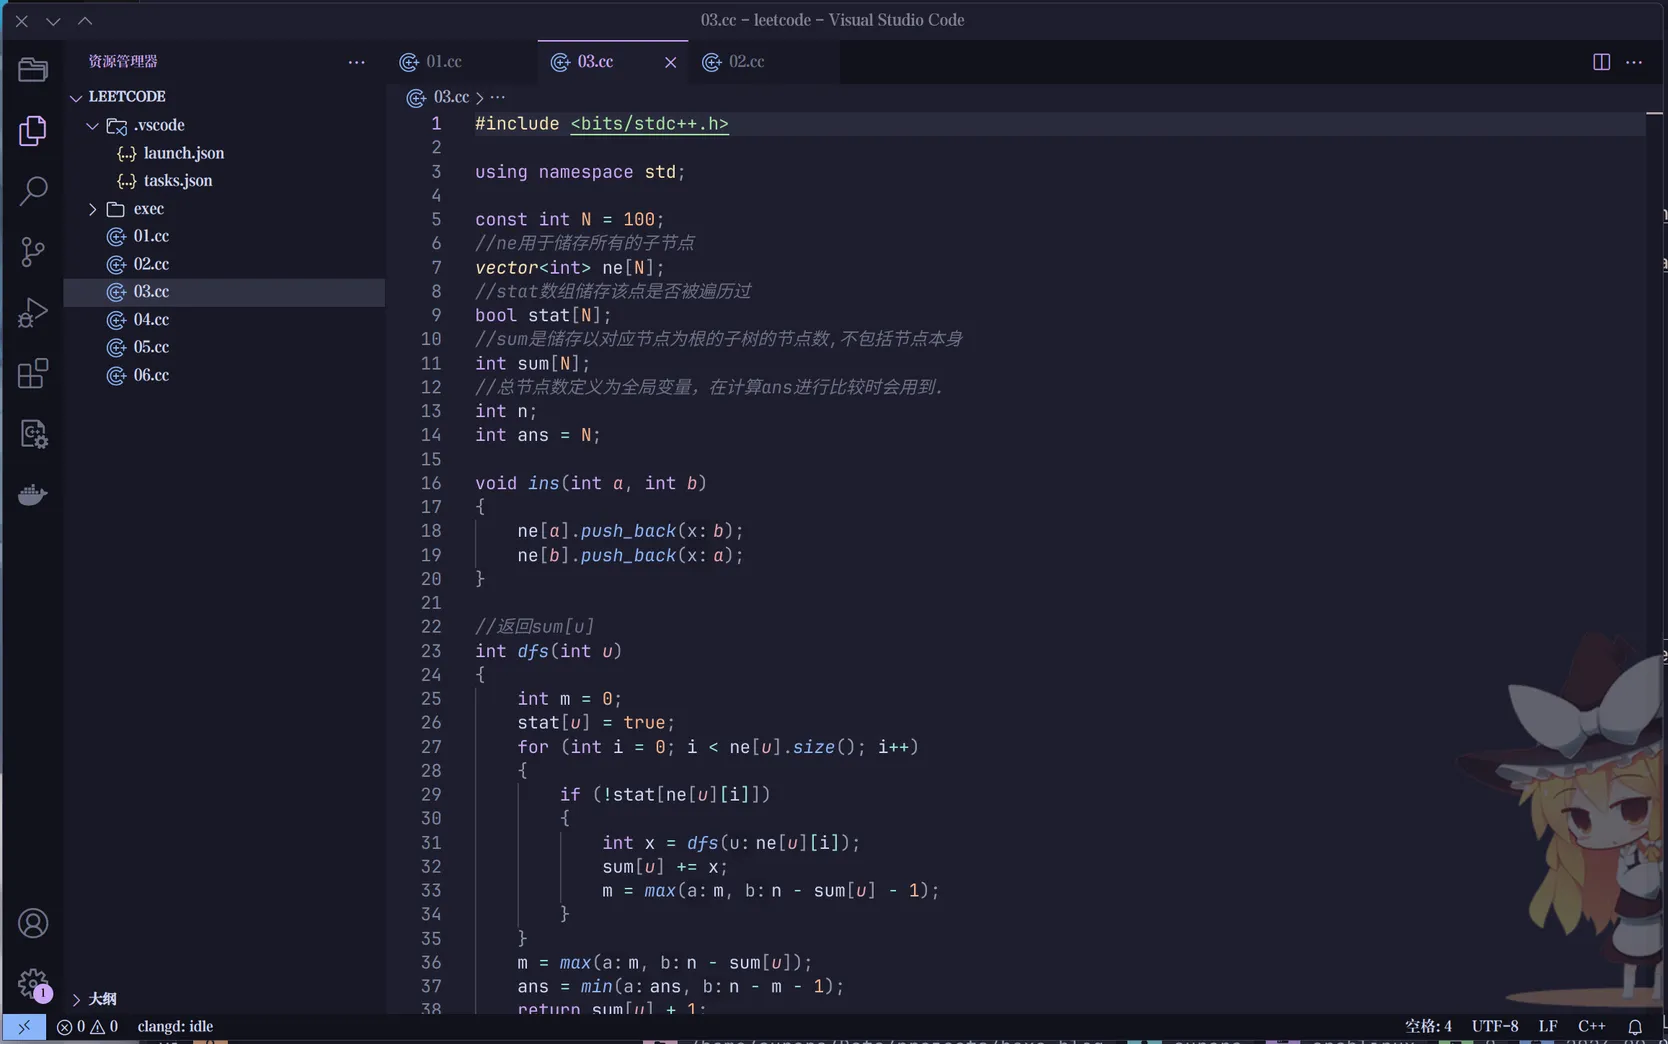 03.cc - leetcode - Visual Studio Code
资源管理器
LEETCODE
.vscode
{..} launch.json
{..} tasks.json
exec
01.cc
02.cc
03.cc
04.cc
05.cc
06.cc
大纲
01.cc
03.cc
02.cc
03.cc > ...
1 #include <bits/stdc++.h>
2
3 using namespace std;
4
5 const int N = 100;
6 //ne用于储存所有的子节点
7 vector<int> ne[N];
8 //stat数组储存该点是否被遍历过
9 bool stat[N];
10 //sum是储存以对应节点为根的子树的节点数,不包括节点本身
11 int sum[N];
12 //总节点数定义为全局变量，在计算ans进行比较时会用到.
13 int n;
14 int ans = N;
15
16 void ins(int a, int b)
17 {
18     ne[a].push_back(x: b);
19     ne[b].push_back(x: a);
20 }
21
22 //返回sum[u]
23 int dfs(int u)
24 {
25     int m = 0;
26     stat[u] = true;
27     for (int i = 0; i < ne[u].size(); i++)
28     {
29         if (!stat[ne[u][i]])
30         {
31             int x = dfs(u: ne[u][i]);
32             sum[u] += x;
33             m = max(a: m, b: n - sum[u] - 1);
34         }
35     }
36     m = max(a: m, b: n - sum[u]);
37     ans = min(a: ans, b: n - m - 1);
38     return sum[u] + 1;
1
0 0 clangd: idle
空格: 4 UTF-8 LF C++